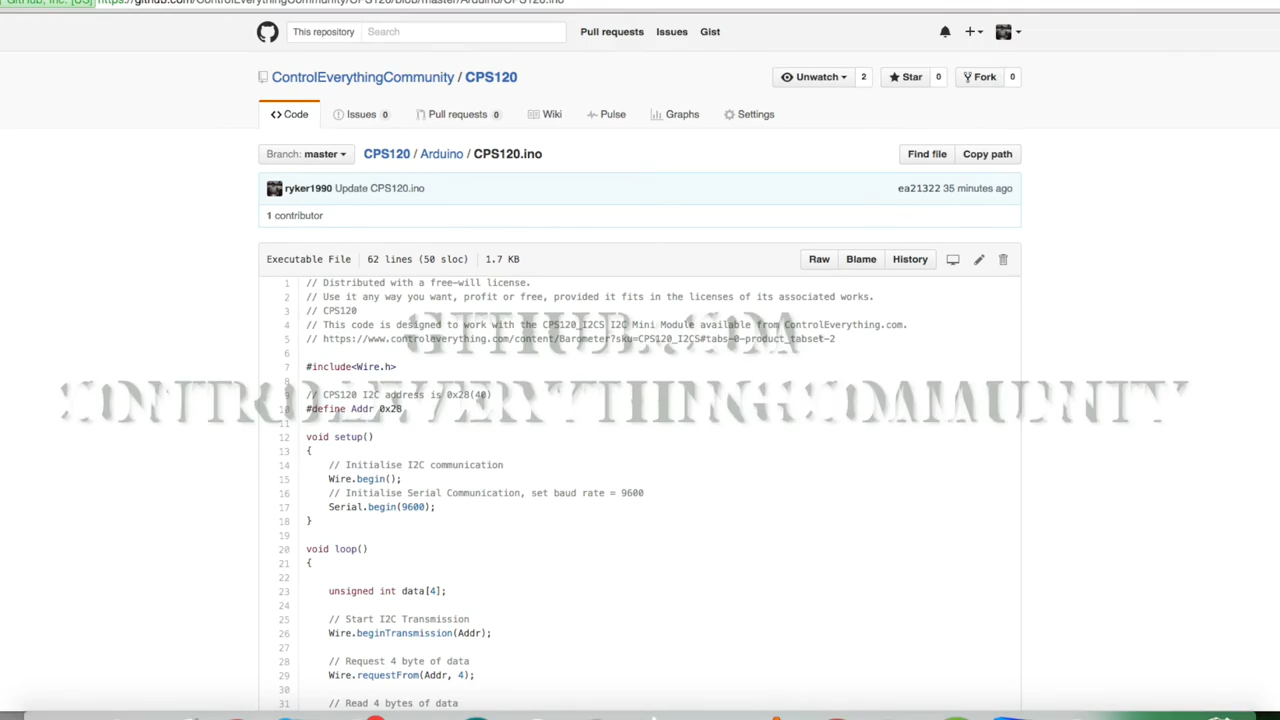 GitHub, Inc. [US] https://github.com/ControlEverythingCommunity/CPS120/blob/master/Arduino/CPS120.ino
This repository Search Pull requests Issues Gist
ControlEverythingCommunity / CPS120 Unwatch 2 Star 0 Fork 0
Code Issues 0 Pull requests 0 Wiki Pulse Graphs Settings
Branch: master CPS120 / Arduino / CPS120.ino Find file Copy path
ryker1990 Update CPS120.ino ea21322 35 minutes ago
1 contributor
Executable File 62 lines (50 sloc) 1.7 KB Raw Blame History
1 // Distributed with a free-will license.
2 // Use it any way you want, profit or free, provided it fits in the licenses of its associated works.
3 // CPS120
4 // This code is designed to work with the CPS120_I2CS I2C Mini Module available from ControlEverything.com.
5 // https://www.controleverything.com/content/Barometer?sku=CPS120_I2CS#tabs-0-product_tabset-2
GITHUB.COM
6
7 #include<Wire.h>
8
9 // CPS120 I2C address is 0x28(40)
CONTROLEVERYTHINGCOMMUNITY
10 #define Addr 0x28
11
12 void setup()
13 {
14 // Initialise I2C communication
15 Wire.begin();
16 // Initialise Serial Communication, set baud rate = 9600
17 Serial.begin(9600);
18 }
19
20 void loop()
21 {
22
23 unsigned int data[4];
24
25 // Start I2C Transmission
26 Wire.beginTransmission(Addr);
27
28 // Request 4 byte of data
29 Wire.requestFrom(Addr, 4);
30
31 // Read 4 bytes of data